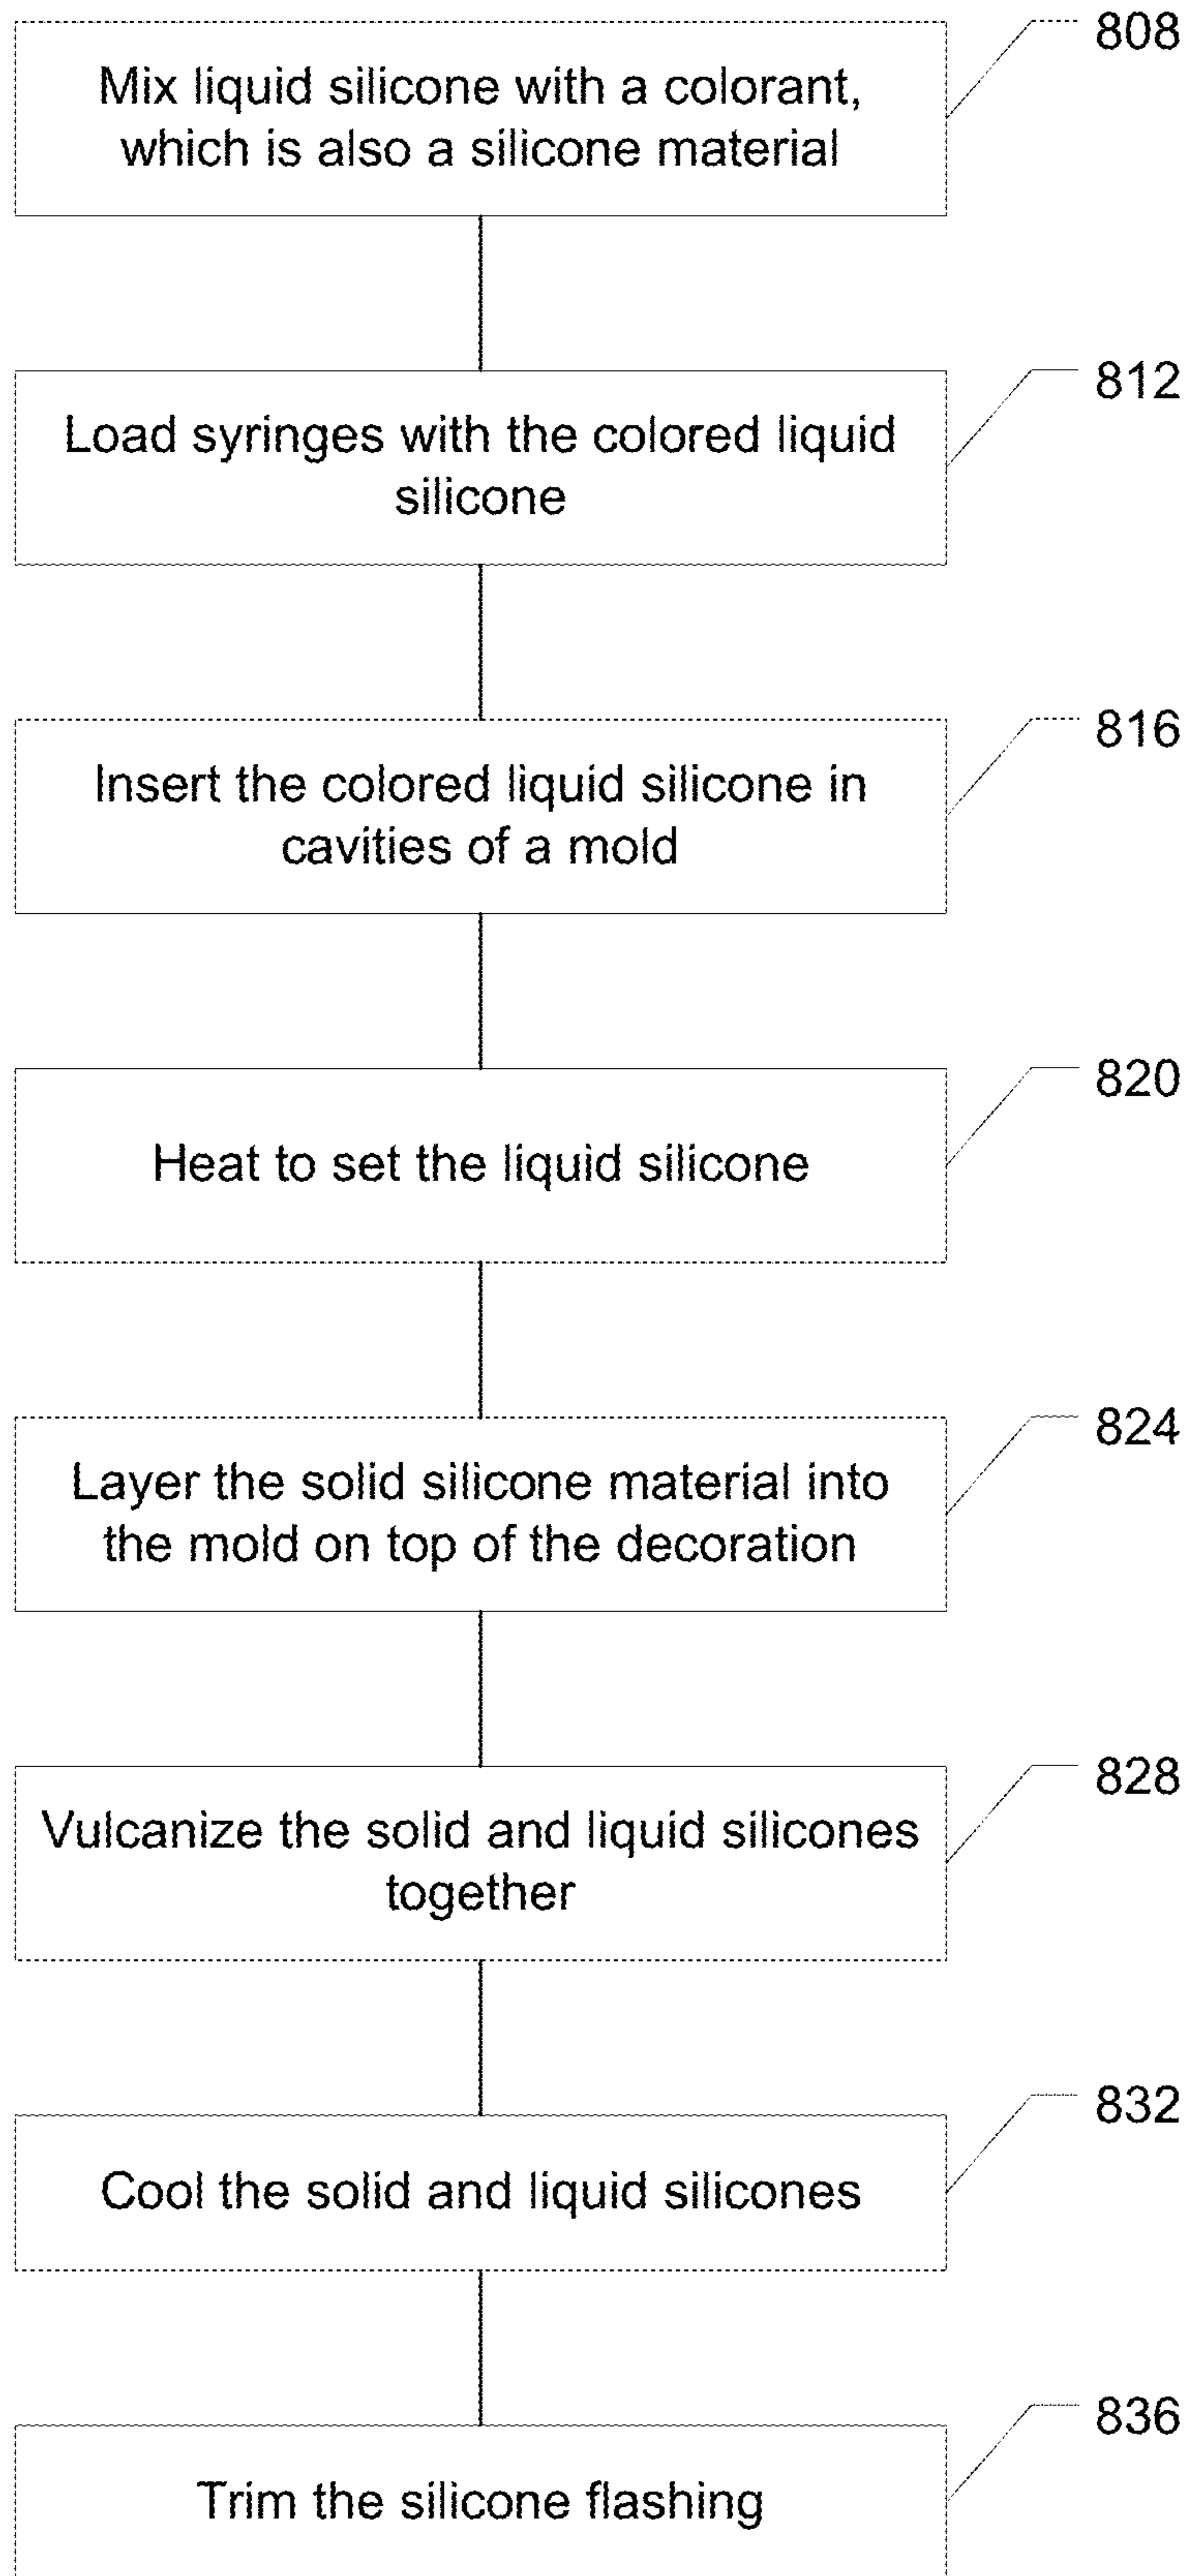 808
Mix liquid silicone with a colorant,
which is also a silicone material
812
Load syringes with the colored liquid
silicone
816
Insert the colored liquid silicone in
cavities of a mold
820
Heat to set the liquid silicone
824
Layer the solid silicone material into
the mold on top of the decoration
828
Vulcanize the solid and liquid silicones
together
832
Cool the solid and liquid silicones
836
Trim the silicone flashing